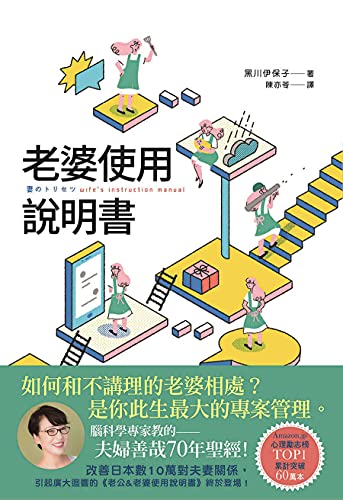 黑川伊保子——著
陳亦苓——譯
老婆使用
妻のトリセツ wife's instruction manual
說明書
如何和不講理的老婆相處？
是你此生最大的專案管理。
腦科學專家教的——
夫婦善哉70年聖經！
改善日本數10萬對夫妻關係，
引起廣大迴響的《老公&老婆使用說明書》終於登場！
Amazon.jp
心理勵志榜
TOP1
累計突破
60萬本